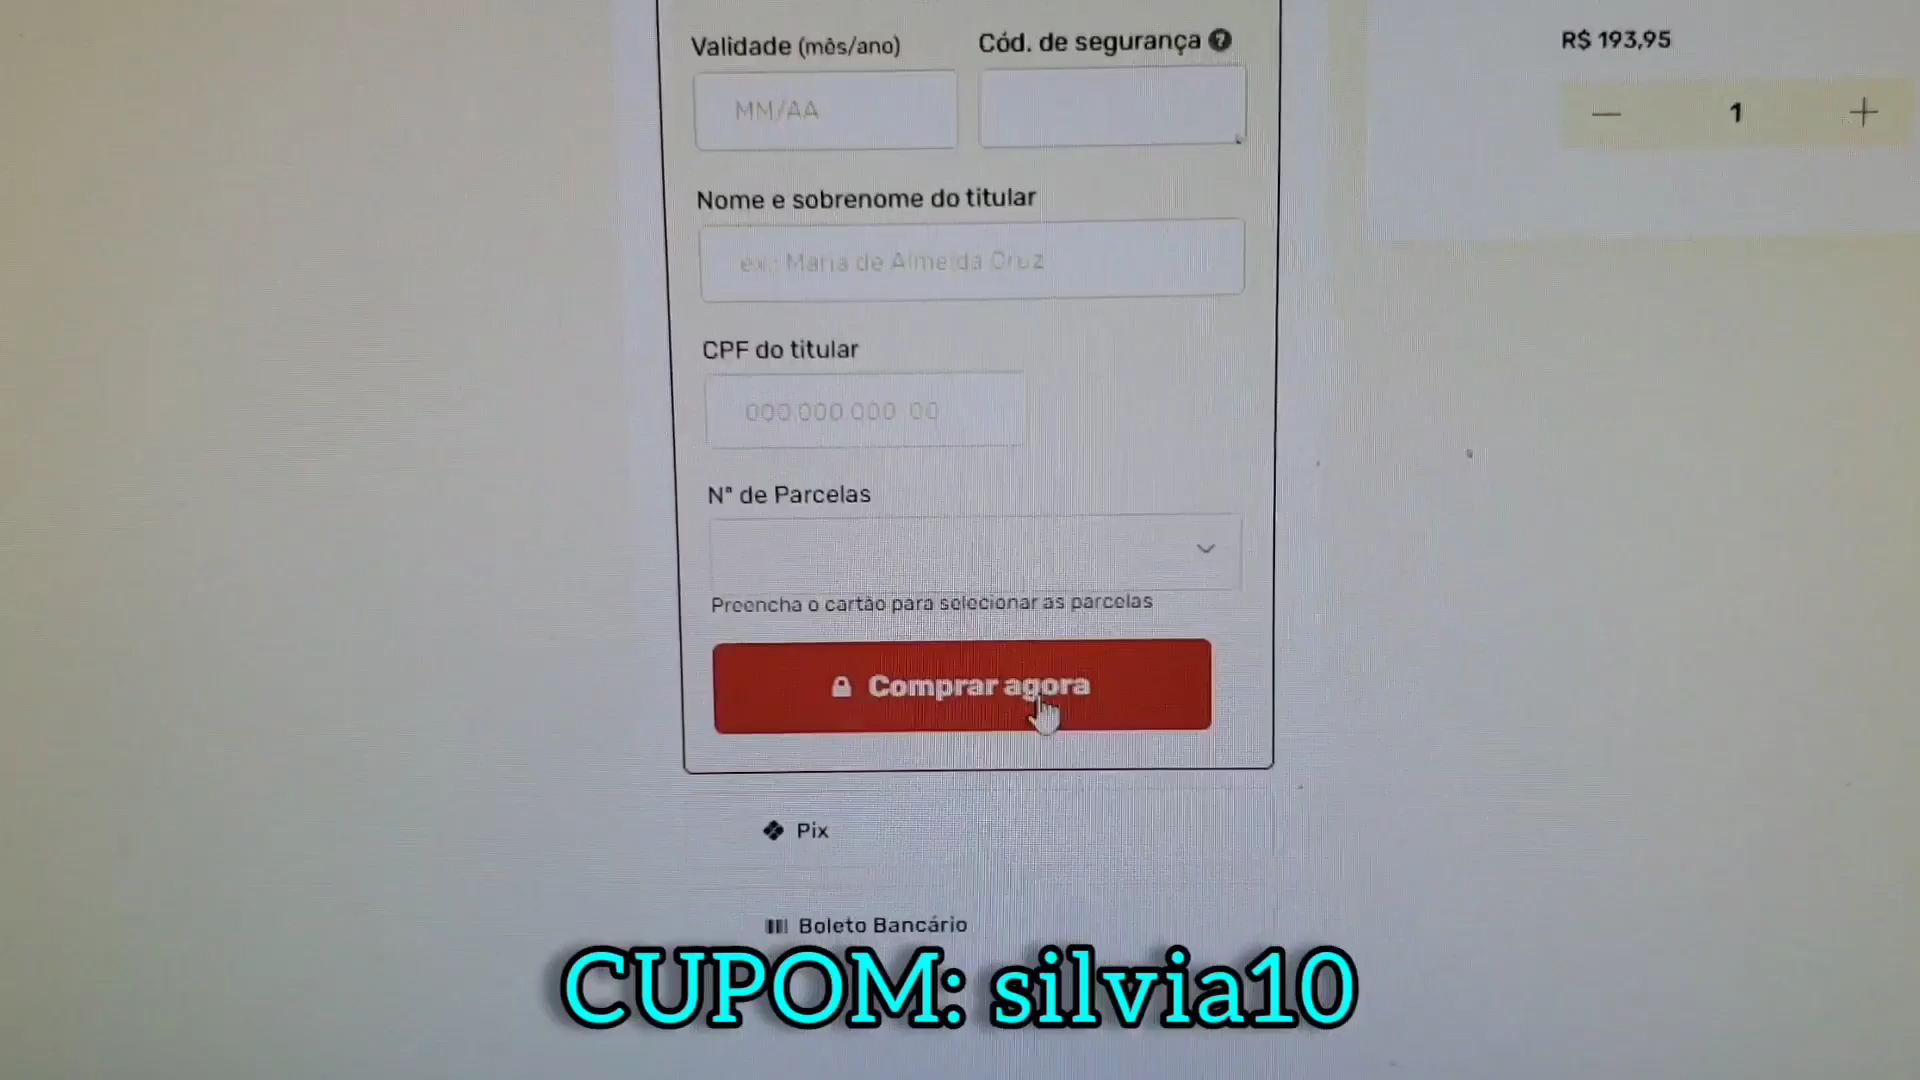 Validade (mês/ano)
Cód. de segurança ?
R$ 193,95
MM/AA
— 1 +
Nome e sobrenome do titular
ex.: Maria de Almeida Cruz
CPF do titular
000.000.000-00
N° de Parcelas
Preencha o cartão para selecionar as parcelas
Comprar agora
Pix
Boleto Bancário
CUPOM: silvia10